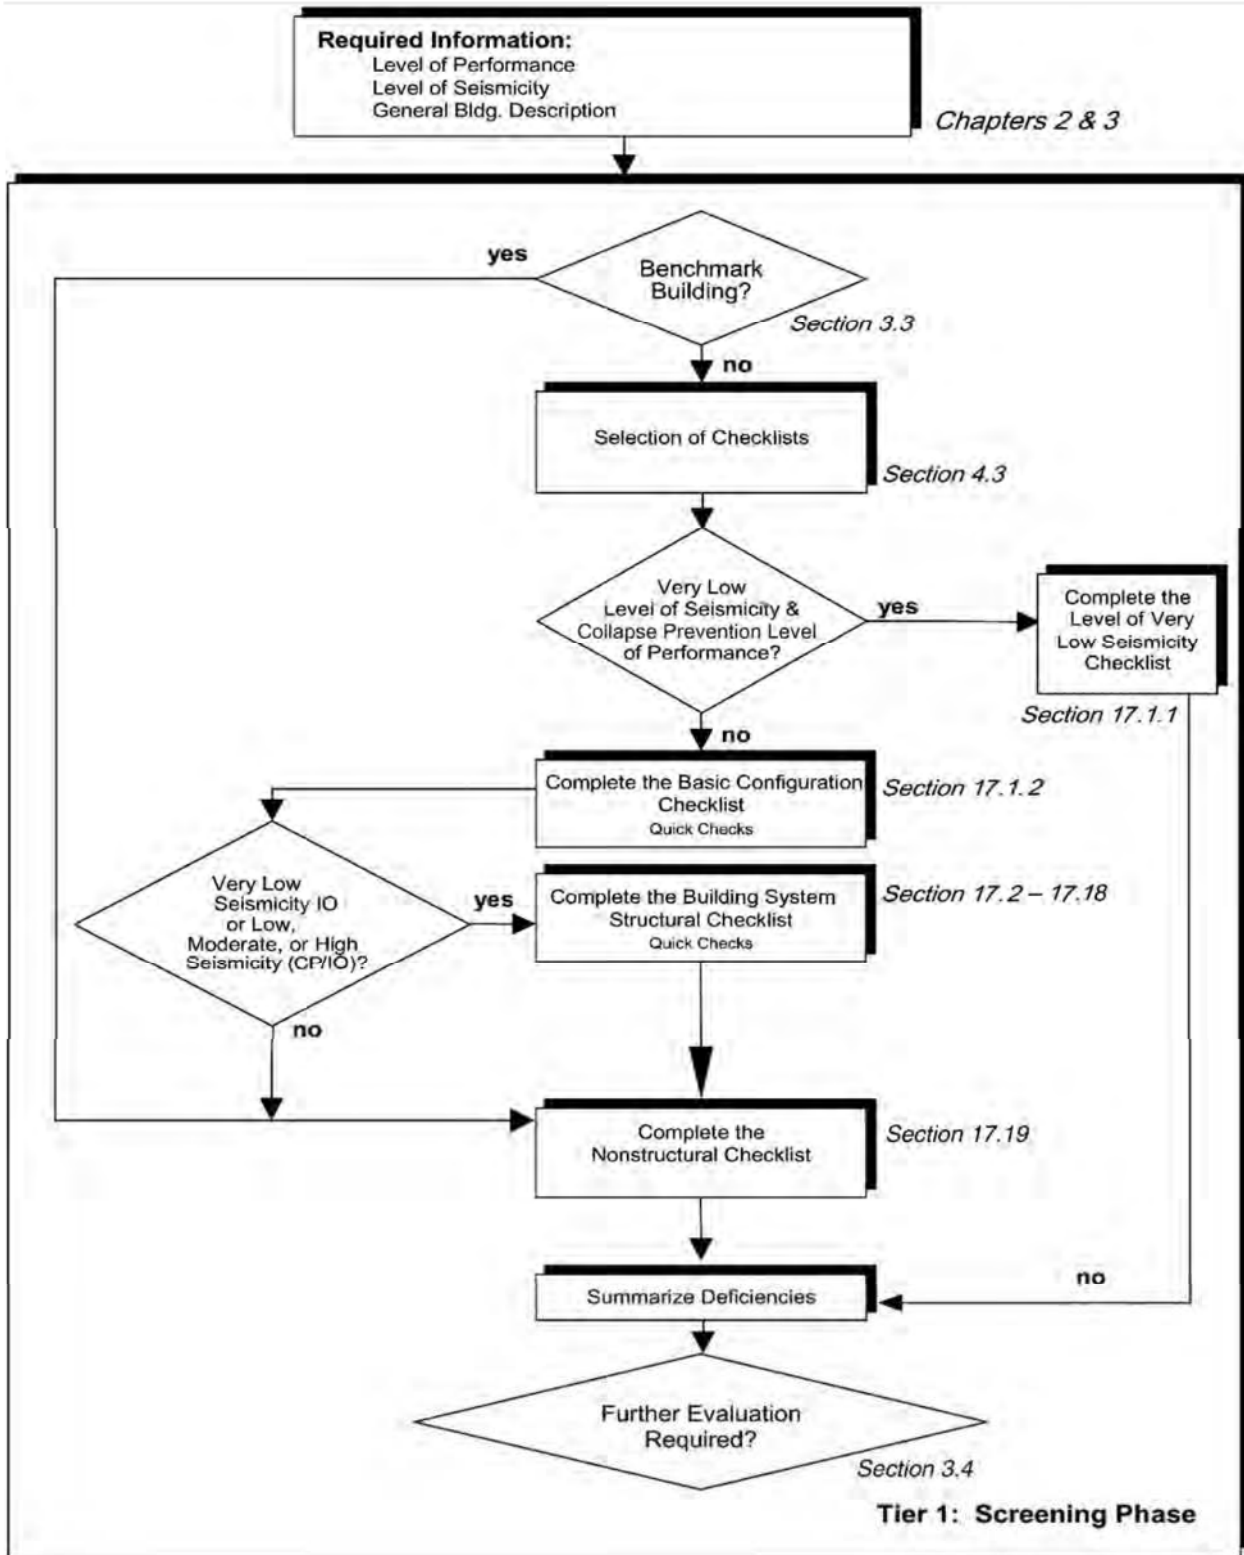 Required Information:
Level of Performance
Level of Seismicity
General Bldg. Description
Chapters 2 & 3
yes
Benchmark
Building?
Section 3.3
no
Selection of Checklists
Section 4.3
Very Low
Level of Seismicity &
Collapse Prevention Level
of Performance?
yes
Complete the
Level of Very
Low Seismicity
Checklist
Section 17.1.1
no
Complete the Basic Configuration
Checklist
Quick Checks
Section 17.1.2
Very Low
Seismicity IO
or Low,
Moderate, or High
Seismicity (CP/IO)?
yes
Complete the Building System
Structural Checklist
Quick Checks
Section 17.2 – 17.18
no
Complete the
Nonstructural Checklist
Section 17.19
no
Summarize Deficiencies
Further Evaluation
Required?
Section 3.4
Tier 1: Screening Phase